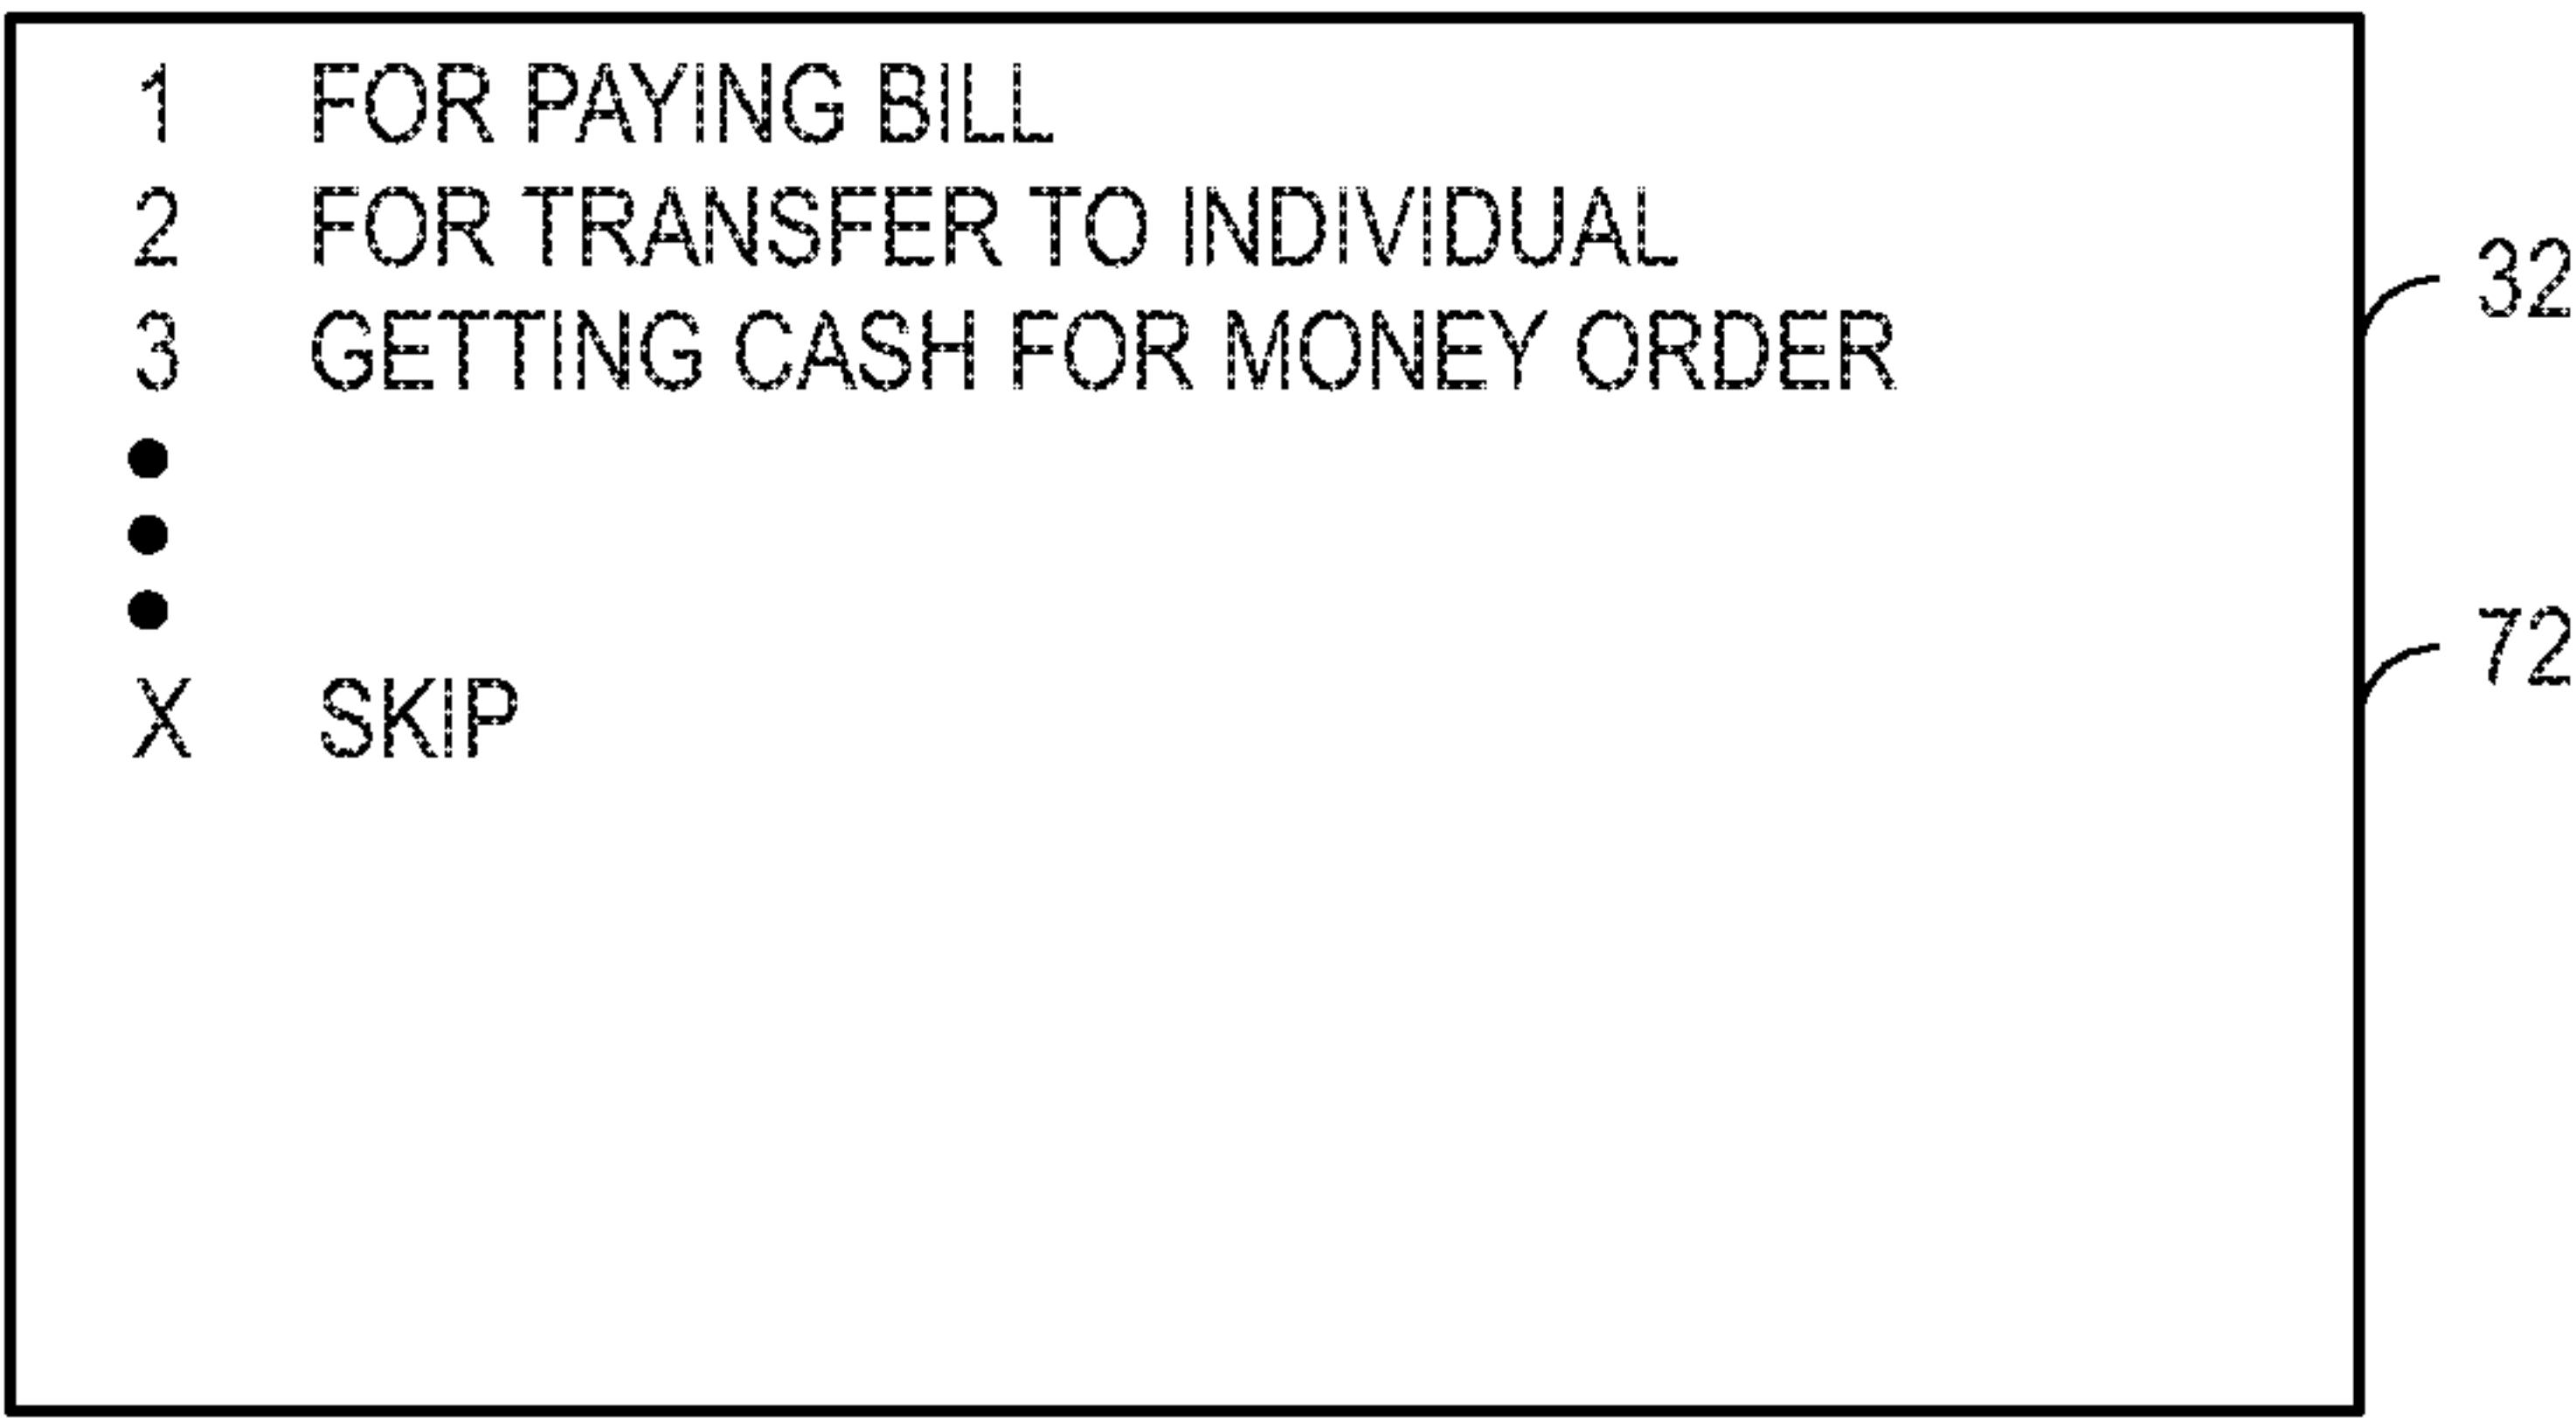 1 FOR PAYING BILL
2 FOR TRANSFER TO INDIVIDUAL
3 GETTING CASH FOR MONEY ORDER
●
●
●
X SKIP
32
72